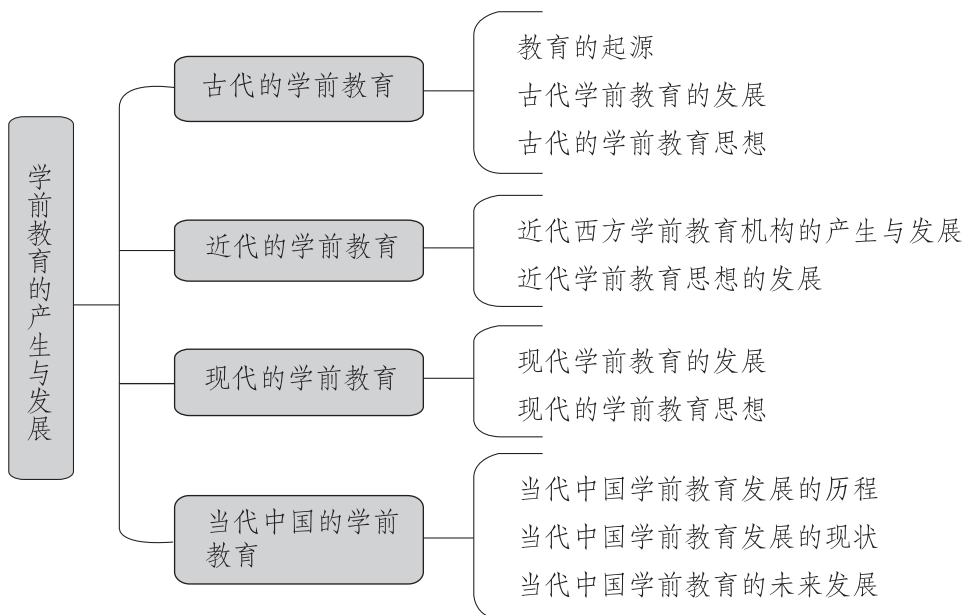 学前教育的产生与发展
古代的学前教育
教育的起源
古代学前教育的发展
古代的学前教育思想
近代的学前教育
近代西方学前教育机构的产生与发展
近代学前教育思想的发展
现代的学前教育
现代学前教育的发展
现代的学前教育思想
当代中国的学前
教育
当代中国学前教育发展的历程
当代中国学前教育发展的现状
当代中国学前教育的未来发展